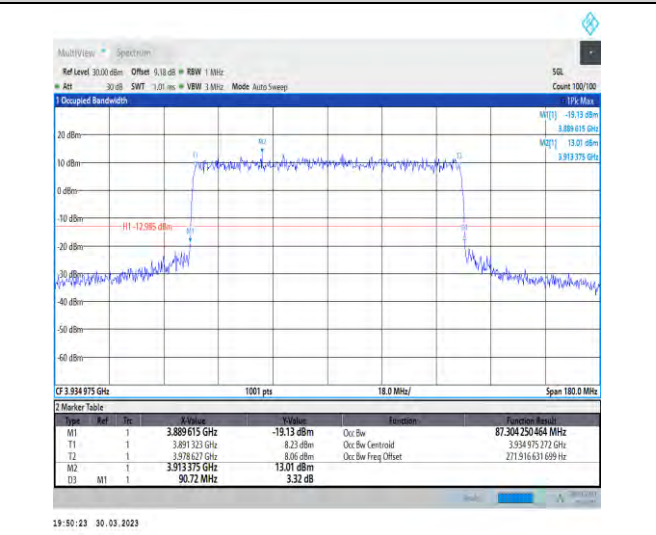 MultiView Spectrum
Ref Level 30.00 dBm Offset 9.18 dB RBW 1 MHz SGL
Att 30 dB SWT 1.01 ms VBW 3 MHz Mode Auto Sweep Count 100/100
1 Occupied Bandwidth 1Pk Max
M1[1] -19.13 dBm
3.889 615 GHz
20 dBm
M2[1] 13.01 dBm
3.913 375 GHz
M2
T1
T2
10 dBm
0 dBm
-10 dBm
H1 -12.985 dBm
M1
-20 dBm
-30 dBm
-40 dBm
-50 dBm
-60 dBm
CF 3.934 975 GHz 1001 pts 18.0 MHz/ Span 180.0 MHz
2 Marker Table
Type Ref Trc X-Value Y-Value Function Function Result
M1 1 3.889 615 GHz -19.13 dBm Occ Bw 87.304 250 464 MHz
T1 1 3.891 323 GHz 8.23 dBm Occ Bw Centroid 3.934 975 272 GHz
T2 1 3.978 627 GHz 8.06 dBm Occ Bw Freq Offset 271.916 631 699 Hz
M2 1 3.913 375 GHz 13.01 dBm
D3 M1 1 90.72 MHz 3.32 dB
19:50:23 30.03.2023